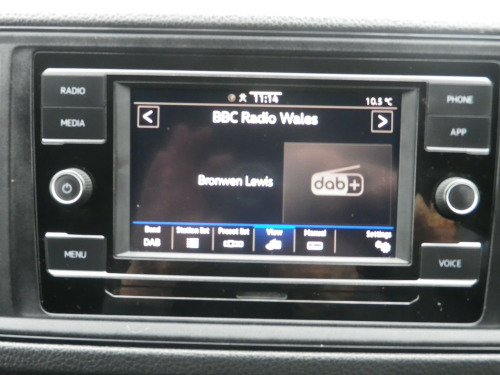 RADIO
MEDIA
MENU
PHONE
APP
VOICE
11:14
10.5 °C
<
BBC Radio Wales
>
Bronwen Lewis
dab+
Band
DAB
Station list
Preset list
View
Manual
Settings